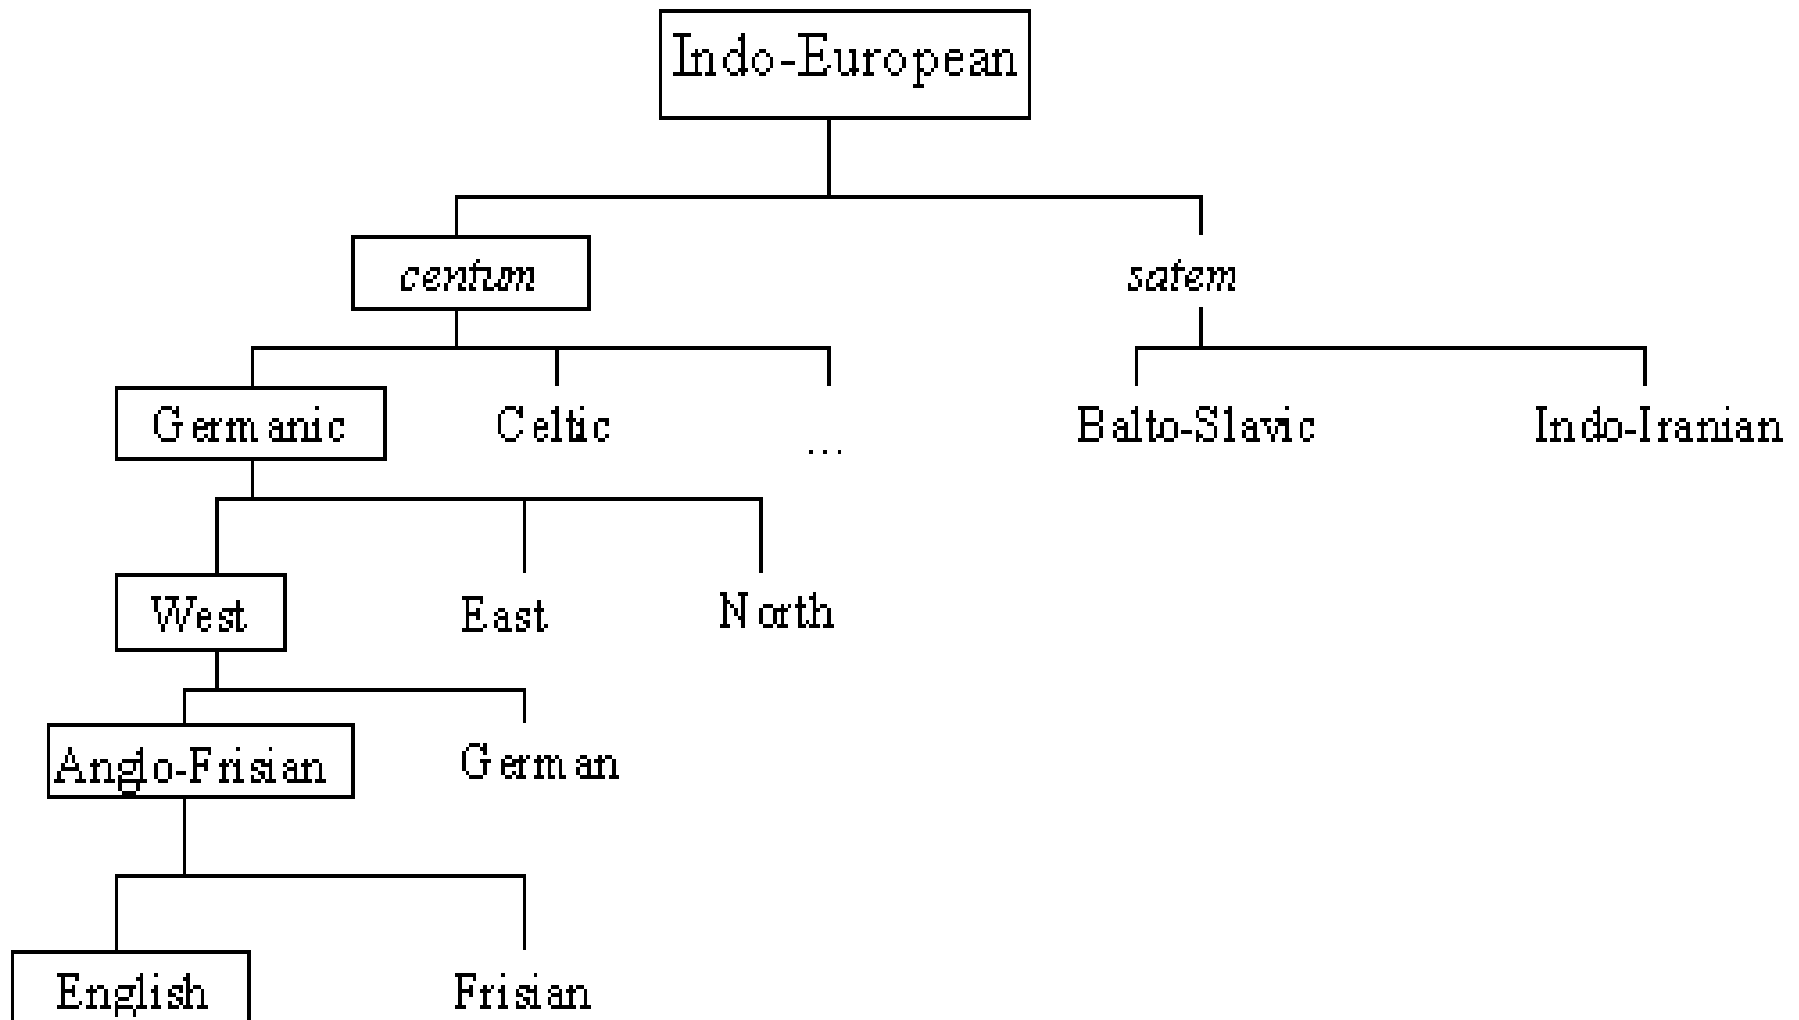 Indo-European
centum satem
Germanic Celtic ... Balto-Slavic Indo-Iranian
West East North
Anglo-Frisian German
English Frisian